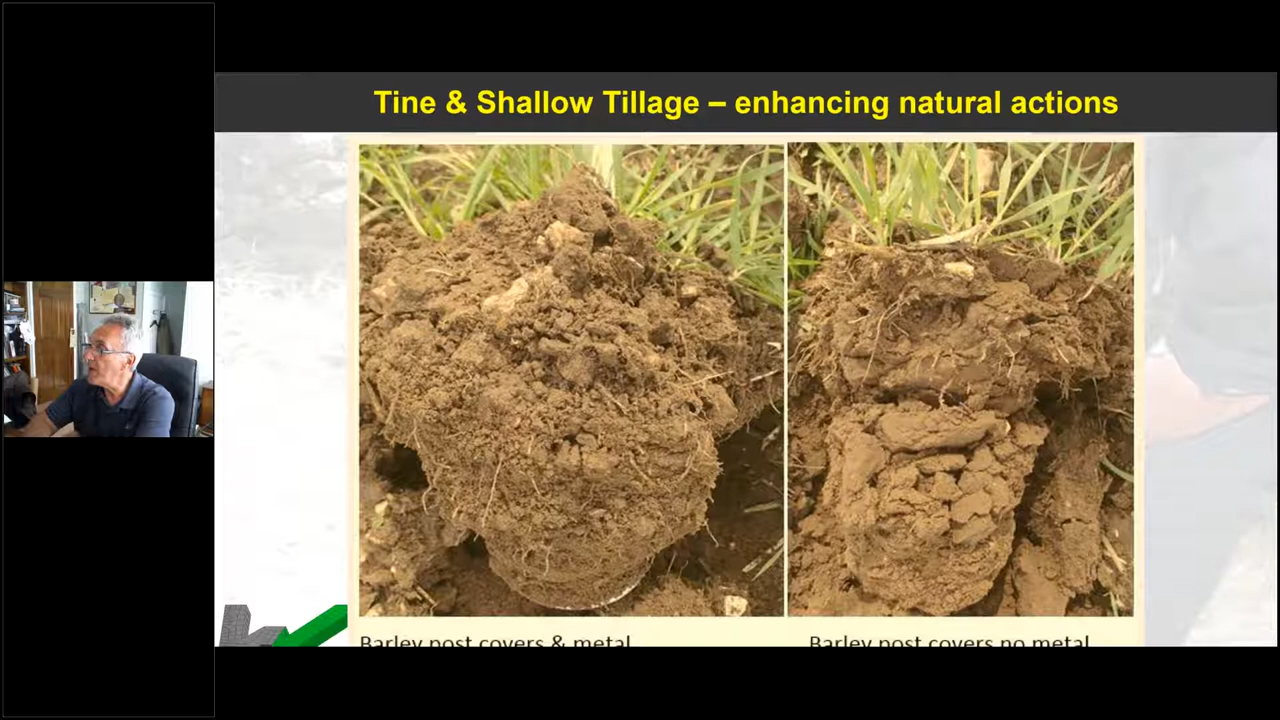 Tine & Shallow Tillage – enhancing natural actions
Barley post covers & metal
Barley post covers no metal